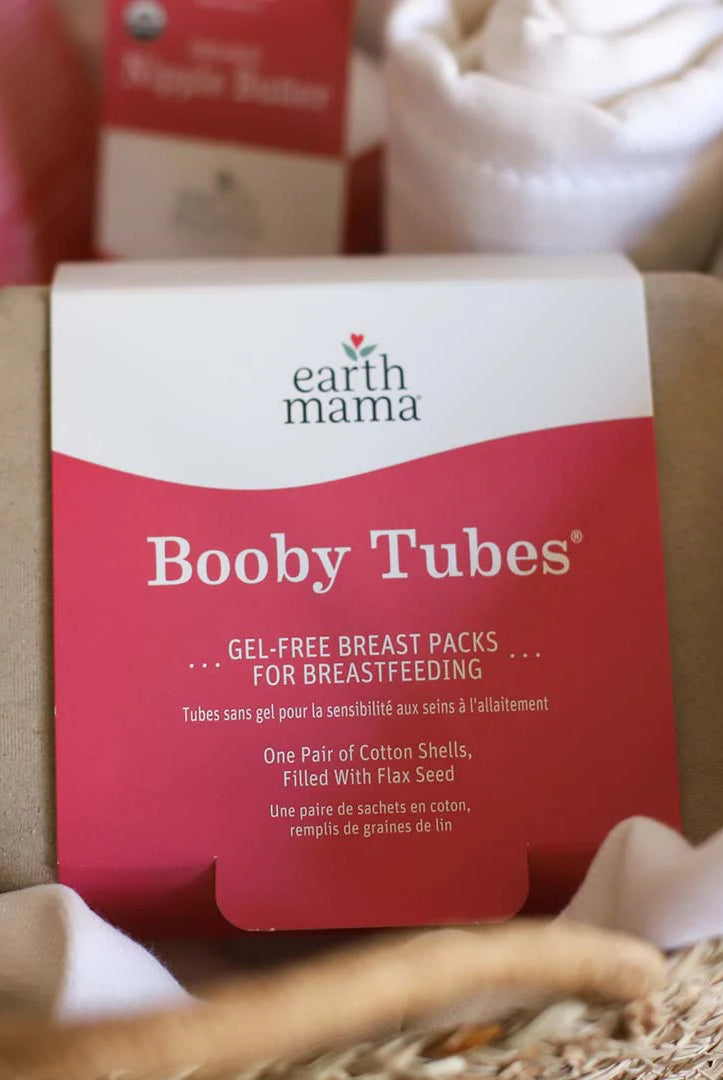 Nipple Butter
earth
mama®
Booby Tubes®
... GEL-FREE BREAST PACKS ...
FOR BREASTFEEDING
Tubes sans gel pour la sensibilité aux seins à l'allaitement
One Pair of Cotton Shells,
Filled With Flax Seed
Une paire de sachets en coton,
remplis de graines de lin